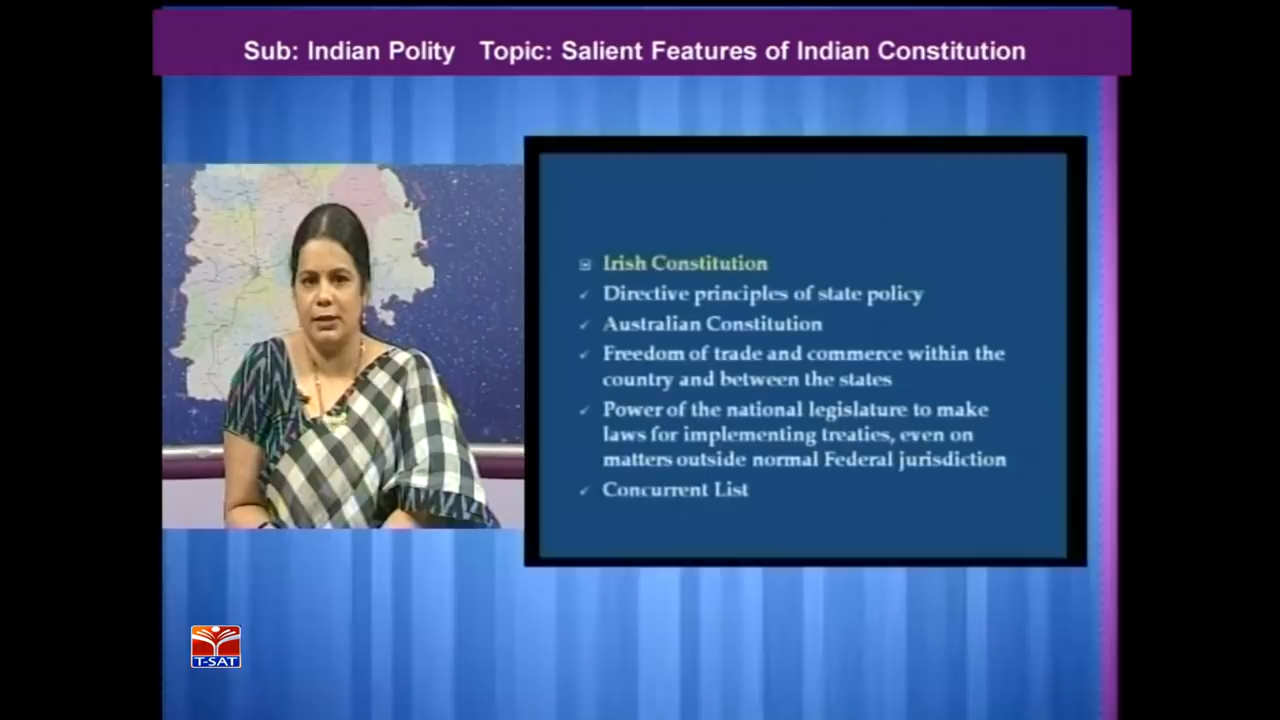 Sub: Indian Polity Topic: Salient Features of Indian Constitution
Irish Constitution
Directive principles of state policy
Australian Constitution
Freedom of trade and commerce within the
country and between the states
Power of the national legislature to make
laws for implementing treaties, even on
matters outside normal Federal jurisdiction
Concurrent List
T-SAT